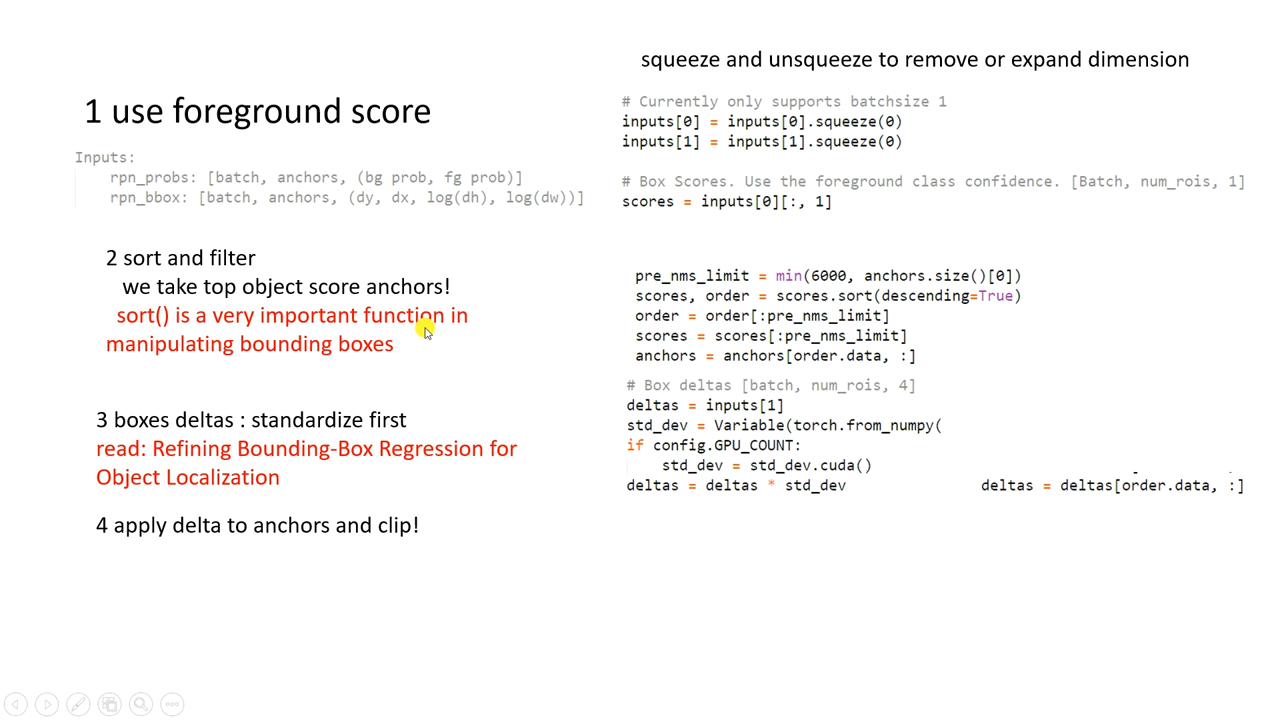 squeeze and unsqueeze to remove or expand dimension
1 use foreground score
Inputs:
rpn_probs: [batch, anchors, (bg prob, fg prob)]
rpn_bbox: [batch, anchors, (dy, dx, log(dh), log(dw))]
# Currently only supports batchsize 1
inputs[0] = inputs[0].squeeze(0)
inputs[1] = inputs[1].squeeze(0)
# Box Scores. Use the foreground class confidence. [Batch, num_rois, 1]
scores = inputs[0][:, 1]
2 sort and filter
we take top object score anchors!
sort() is a very important function in
manipulating bounding boxes
pre_nms_limit = min(6000, anchors.size()[0])
scores, order = scores.sort(descending=True)
order = order[:pre_nms_limit]
scores = scores[:pre_nms_limit]
anchors = anchors[order.data, :]
3 boxes deltas : standardize first
read: Refining Bounding-Box Regression for
Object Localization
# Box deltas [batch, num_rois, 4]
deltas = inputs[1]
std_dev = Variable(torch.from_numpy(
if config.GPU_COUNT:
std_dev = std_dev.cuda()
deltas = deltas * std_dev
deltas = deltas[order.data, :]
4 apply delta to anchors and clip!